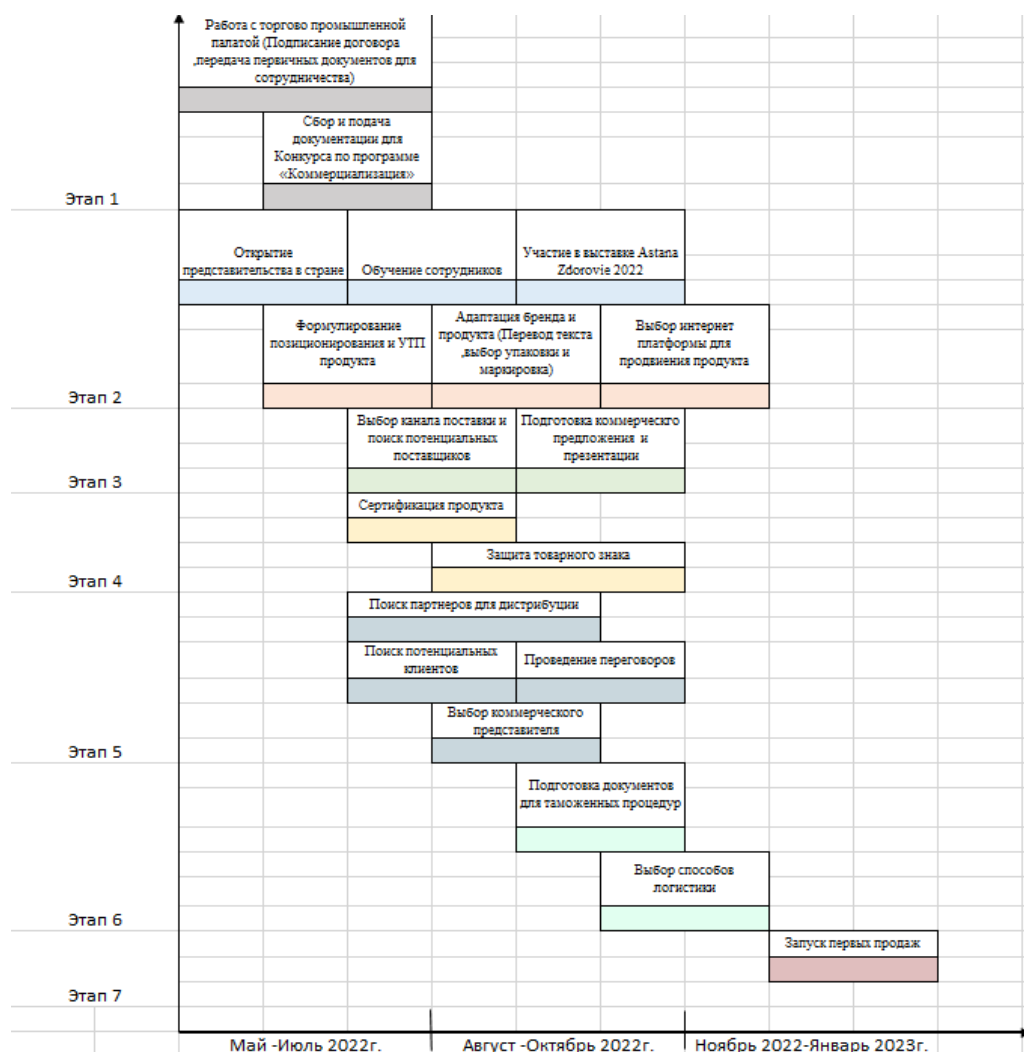 Работа с торгово промышленной
палатой (Подписание договора
,передача первичных документов для
сотрудничества)
Сбор и подача
документации для
Конкурса по программе
«Коммерциализация»
Этап 1
Открытие
представительства в стране
Обучение сотрудников
Участие в выставке Astana
Zdorovie 2022
Формулирование
позиционирования и УТП
продукта
Адаптация бренда и
продукта (Перевод текста
,выбор упаковки и
маркировка)
Выбор интернет
платформы для
продвиения продукта
Этап 2
Выбор канала поставки и
поиск потенциальных
поставщиков
Подготовка коммерческго
предложения и
презентации
Этап 3
Сертификация продукта
Защита товарного знака
Этап 4
Поиск партнеров для дистрибуции
Поиск потенциальных
клиентов
Проведение переговоров
Выбор коммерческого
представителя
Этап 5
Подготовка документов
для таможенных процедур
Выбор способов
логистики
Этап 6
Запуск первых продаж
Этап 7
Май -Июль 2022г.
Август -Октябрь 2022г.
Ноябрь 2022-Январь 2023г.